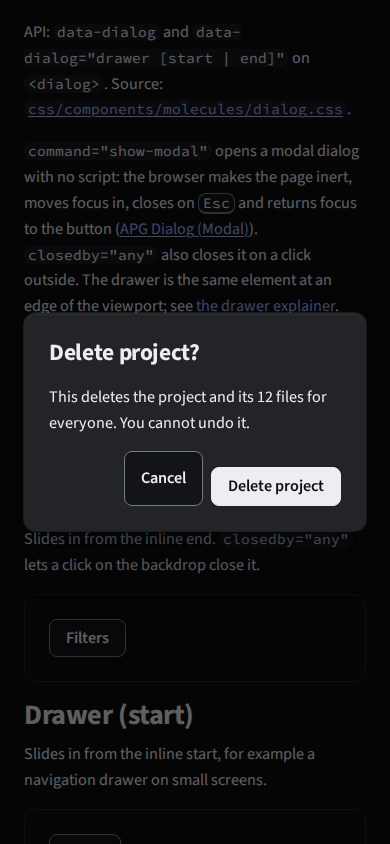 API: data-dialog and data-
dialog="drawer [start | end]" on
<dialog>. Source:
css/components/molecules/dialog.css.
command="show-modal" opens a modal dialog
with no script: the browser makes the page inert,
moves focus in, closes on Esc and returns focus
to the button (APG Dialog (Modal)).
closedby="any" also closes it on a click
outside. The drawer is the same element at an
edge of the viewport; see the drawer explainer.
Delete project?
This deletes the project and its 12 files for
everyone. You cannot undo it.
Cancel
Delete project
Slides in from the inline end. closedby="any"
lets a click on the backdrop close it.
Filters
Drawer (start)
Slides in from the inline start, for example a
navigation drawer on small screens.